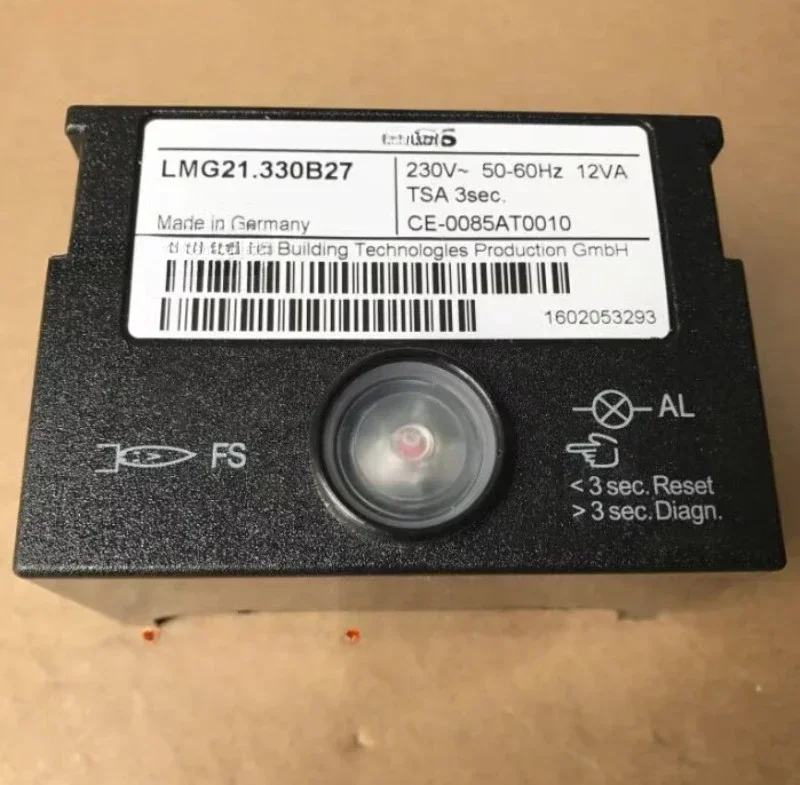 LMG21.330B27
230V~ 50-60Hz 12VA
TSA 3sec.
Made in Germany
CE-0085AT0010
Building Technologies Production GmbH
1602053293
FS
AL
< 3 sec. Reset
> 3 sec. Diagn.